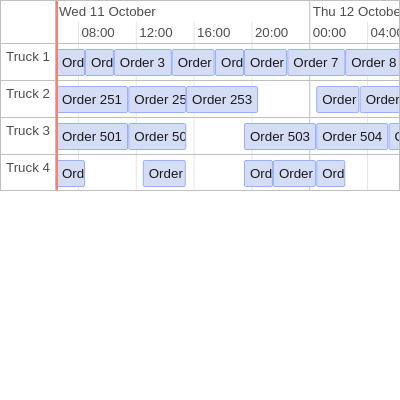 Wed 11 October Thu 12 Octobe
08:00 12:00 16:00 20:00 00:00 04:00
Truck 1 Ord Ord Order 3 Order Ord Order Order 7 Order 8
Truck 2 Order 251 Order 25 Order 253 Order Order
Truck 3 Order 501 Order 50 Order 503 Order 504
Truck 4 Ord Order Ord Order Ord